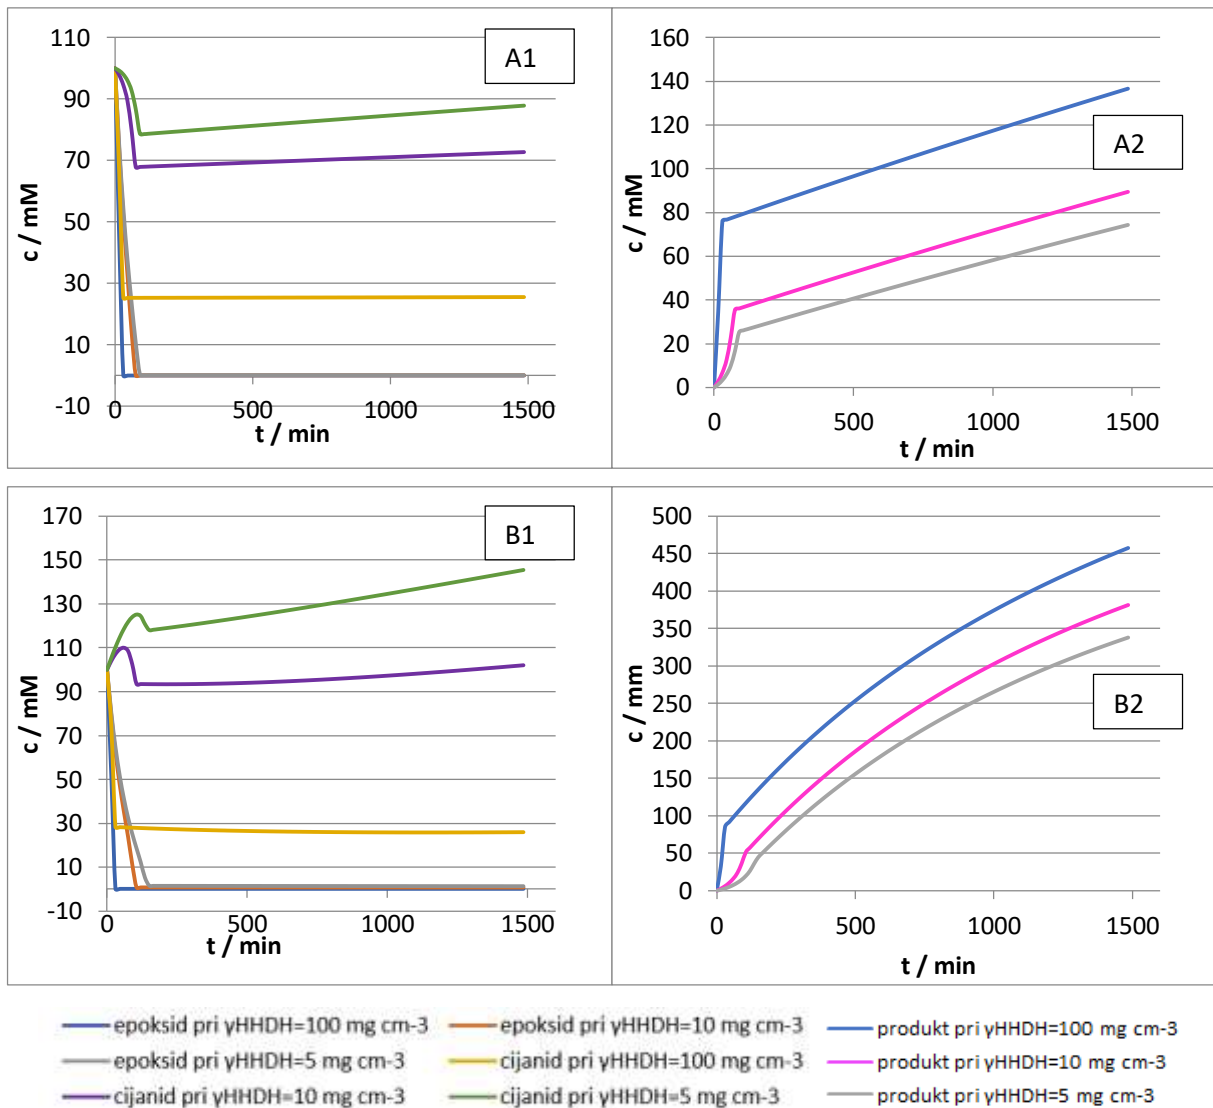 A1
c / mM
110
90
70
50
30
10
-10
0 500 1000 1500
t / min
A2
c / mM
160
140
120
100
80
60
40
20
0
0 500 1000 1500
t / min
B1
c / mM
170
150
130
110
90
70
50
30
10
-10
0 500 1000 1500
t / min
B2
c / mm
500
450
400
350
300
250
200
150
100
50
0
0 500 1000 1500
t / min
epoksid pri γHHDH=100 mg cm-3
epoksid pri γHHDH=10 mg cm-3
produkt pri γHHDH=100 mg cm-3
epoksid pri γHHDH=5 mg cm-3
cijanid pri γHHDH=100 mg cm-3
produkt pri γHHDH=10 mg cm-3
cijanid pri γHHDH=10 mg cm-3
cijanid pri γHHDH=5 mg cm-3
produkt pri γHHDH=5 mg cm-3